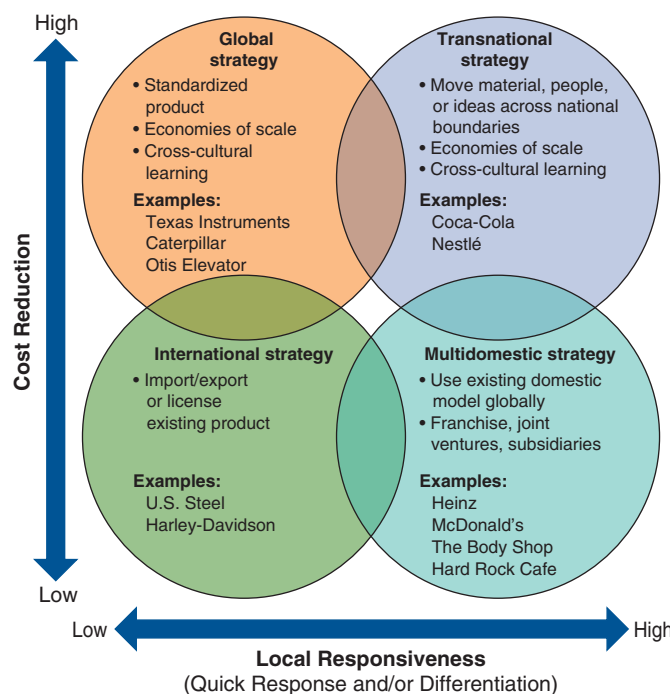 High
Cost Reduction
Low
Global
strategy
• Standardized
product
• Economies of scale
• Cross-cultural
learning
Examples:
Texas Instruments
Caterpillar
Otis Elevator
Transnational
strategy
• Move material, people,
or ideas across national
boundaries
• Economies of scale
• Cross-cultural learning
Examples:
Coca-Cola
Nestlé
International strategy
• Import/export
or license
existing product
Examples:
U.S. Steel
Harley-Davidson
Multidomestic strategy
• Use existing domestic
model globally
• Franchise, joint
ventures, subsidiaries
Examples:
Heinz
McDonald's
The Body Shop
Hard Rock Cafe
Low
High
Local Responsiveness
(Quick Response and/or Differentiation)